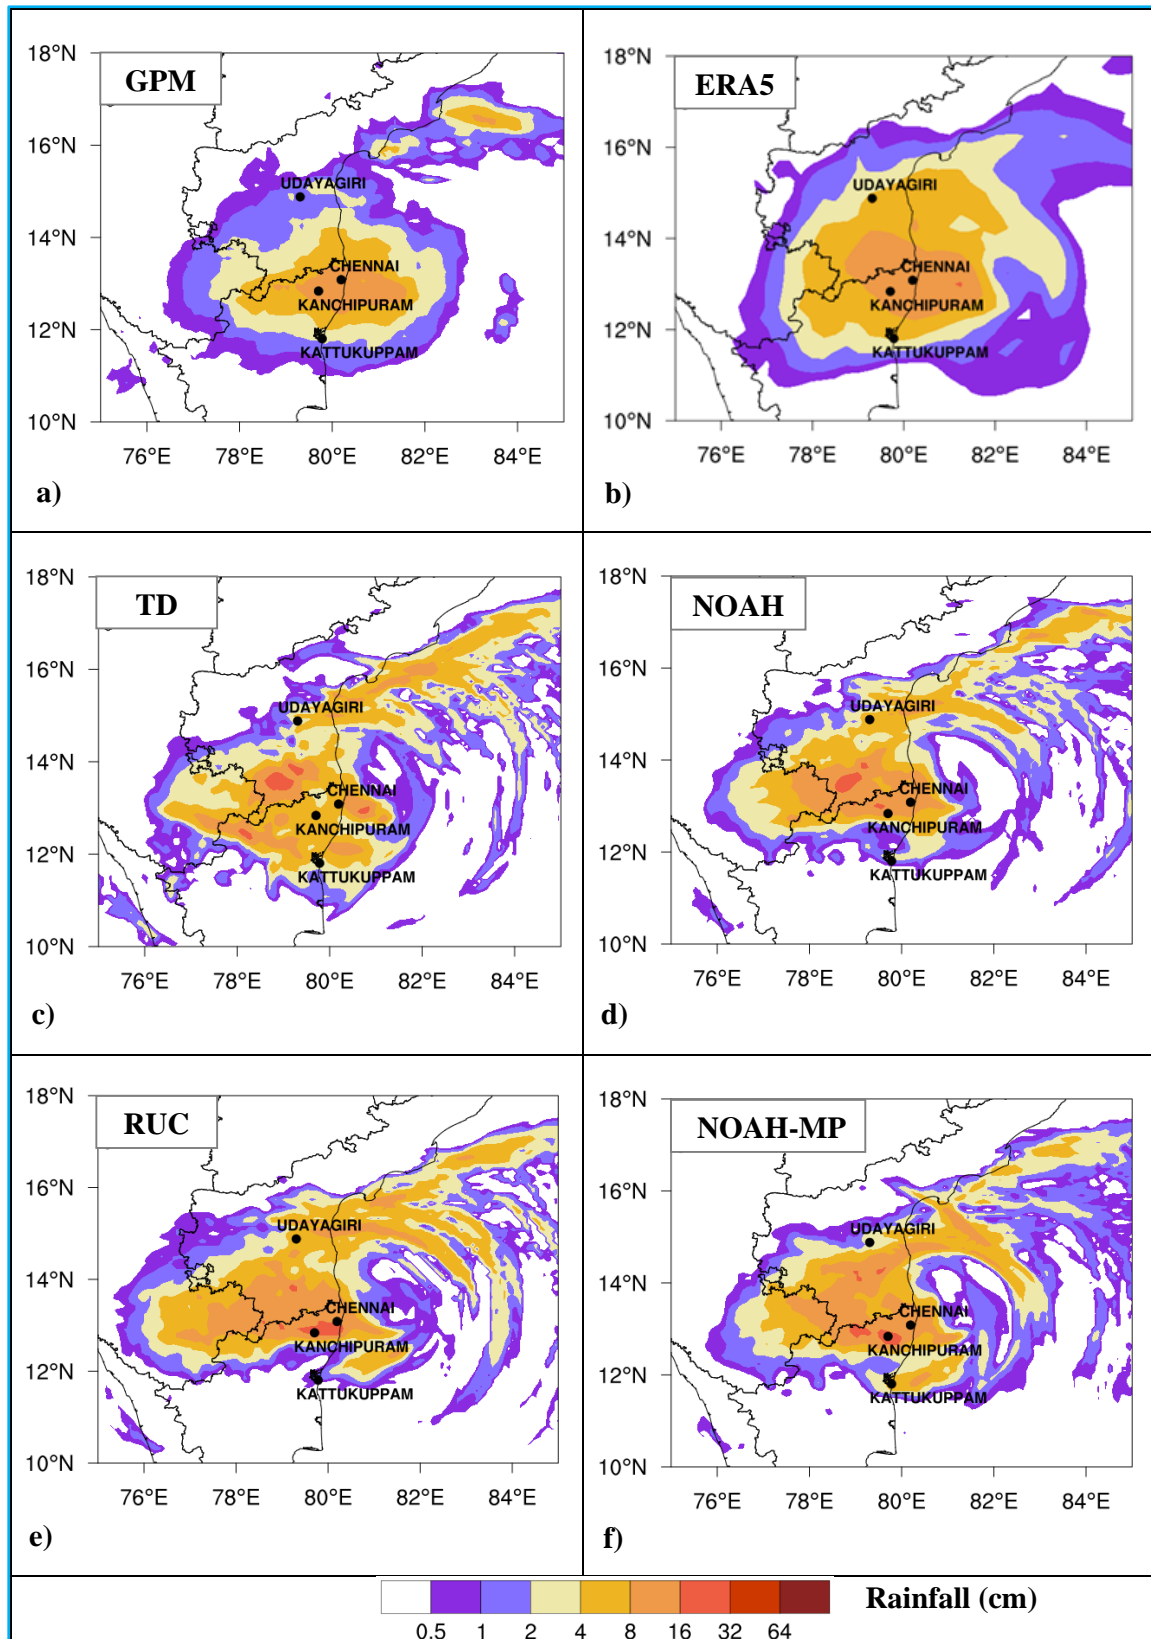 GPM
18°N
16°N
14°N
12°N
10°N
UDAYAGIRI
CHENNAI
KANCHIPURAM
KATTUKUPPAM
76°E 78°E 80°E 82°E 84°E
a)
ERA5
18°N
16°N
14°N
12°N
10°N
UDAYAGIRI
CHENNAI
KANCHIPURAM
KATTUKUPPAM
76°E 78°E 80°E 82°E 84°E
b)
TD
18°N
16°N
14°N
12°N
10°N
UDAYAGIRI
CHENNAI
KANCHIPURAM
KATTUKUPPAM
76°E 78°E 80°E 82°E 84°E
c)
NOAH
18°N
16°N
14°N
12°N
10°N
UDAYAGIRI
CHENNAI
KANCHIPURAM
KATTUKUPPAM
76°E 78°E 80°E 82°E 84°E
d)
RUC
18°N
16°N
14°N
12°N
10°N
UDAYAGIRI
CHENNAI
KANCHIPURAM
KATTUKUPPAM
76°E 78°E 80°E 82°E 84°E
e)
NOAH-MP
18°N
16°N
14°N
12°N
10°N
UDAYAGIRI
CHENNAI
KANCHIPURAM
KATTUKUPPAM
76°E 78°E 80°E 82°E 84°E
f)
Rainfall (cm)
0.5 1 2 4 8 16 32 64